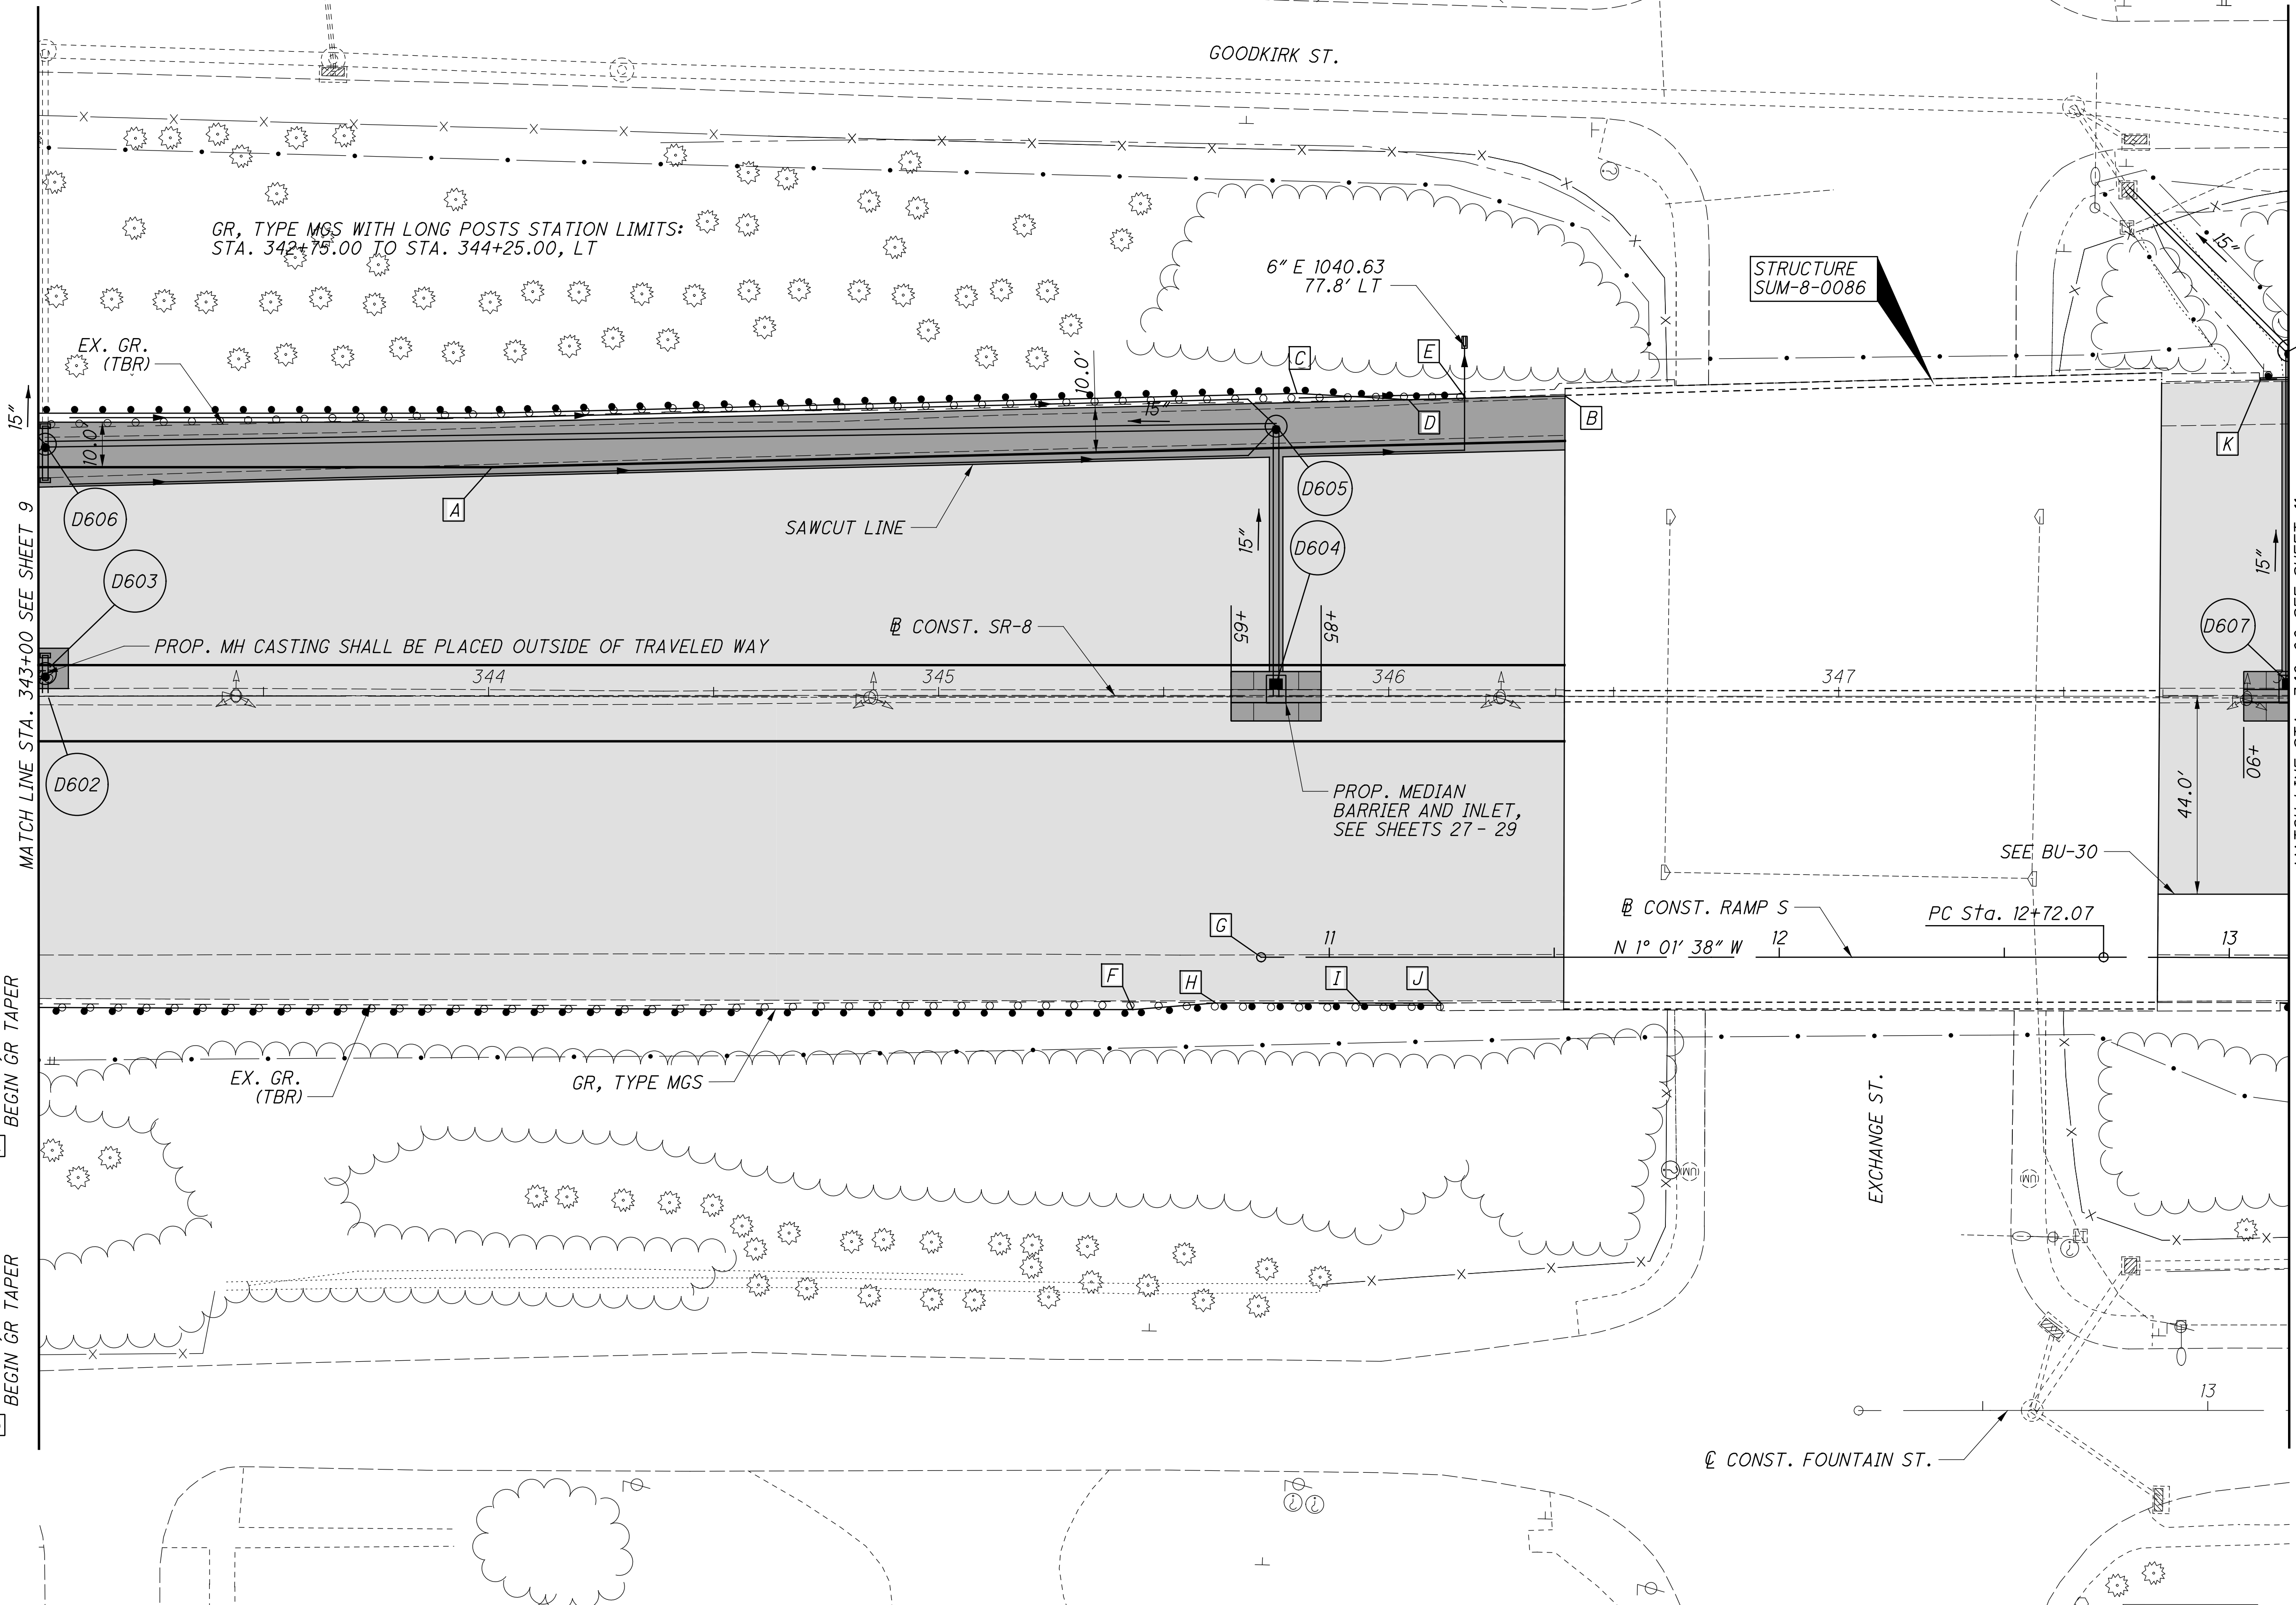 GOODKIRK ST.
GR, TYPE MGS WITH LONG POSTS STATION LIMITS:
STA. 342+75.00 TO STA. 344+25.00, LT
6" E 1040.63
77.8' LT
STRUCTURE
SUM-8-0086
15"
EX. GR.
(TBR)
10.0'
10.0'
15"
15"
A
B
C
D
E
K
D606
D605
SAWCUT LINE
D604
15"
15"
D603
D607
MATCH LINE STA. 343+00 SEE SHEET 9
PROP. MH CASTING SHALL BE PLACED OUTSIDE OF TRAVELED WAY
BL CONST. SR-8
+65
+85
344
345
346
347
D602
+90
44.0'
PROP. MEDIAN
BARRIER AND INLET,
SEE SHEETS 27 - 29
SEE BU-30
BL CONST. RAMP S
PC Sta. 12+72.07
G
11
N 1° 01' 38" W
12
13
F
H
I
J
BEGIN GR TAPER
EX. GR.
(TBR)
GR, TYPE MGS
EXCHANGE ST.
UM
UM
BEGIN GR TAPER
13
CL CONST. FOUNTAIN ST.